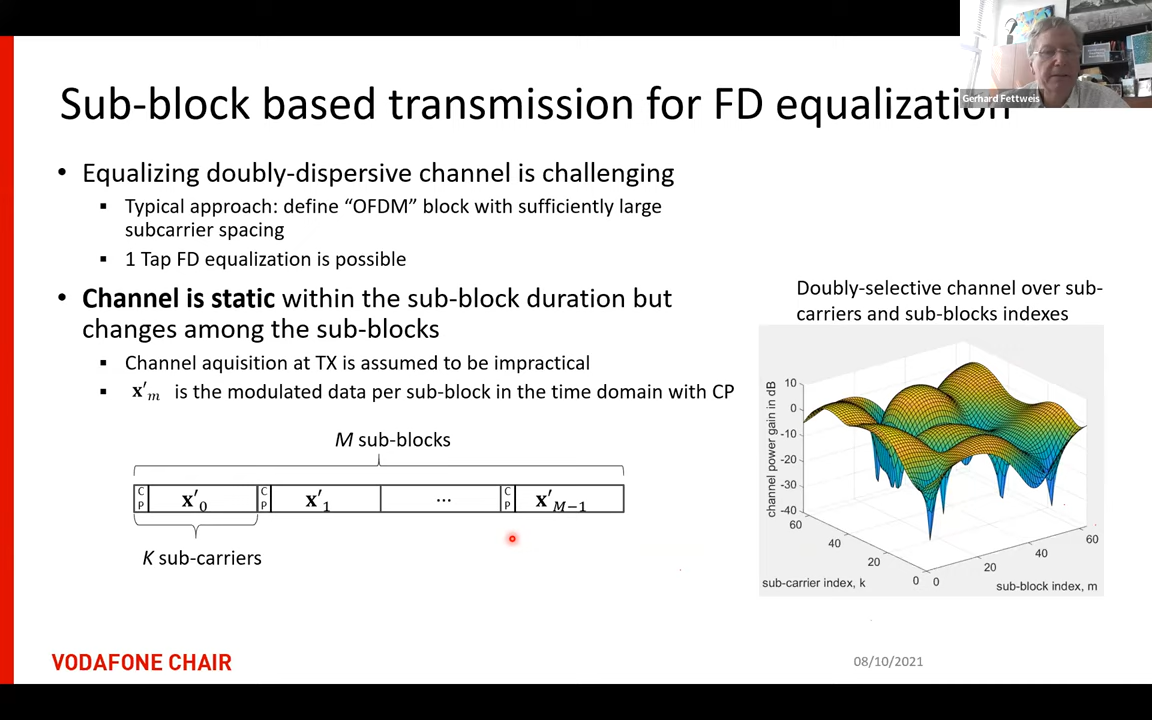 Gerhard Fettweis
Sub-block based transmission for FD equalization
• Equalizing doubly-dispersive channel is challenging
▪ Typical approach: define “OFDM” block with sufficiently large
subcarrier spacing
▪ 1 Tap FD equalization is possible
• Channel is static within the sub-block duration but
changes among the sub-blocks
▪ Channel aquisition at TX is assumed to be impractical
▪ x′m is the modulated data per sub-block in the time domain with CP
M sub-blocks
CP x′0 CP x′1 ... CP x′M−1
K sub-carriers
Doubly-selective channel over sub-
carriers and sub-blocks indexes
channel power gain in dB
10
0
-10
-20
-30
-40
60
40
20
0
0
20
40
60
sub-carrier index, k
sub-block index, m
VODAFONE CHAIR
08/10/2021